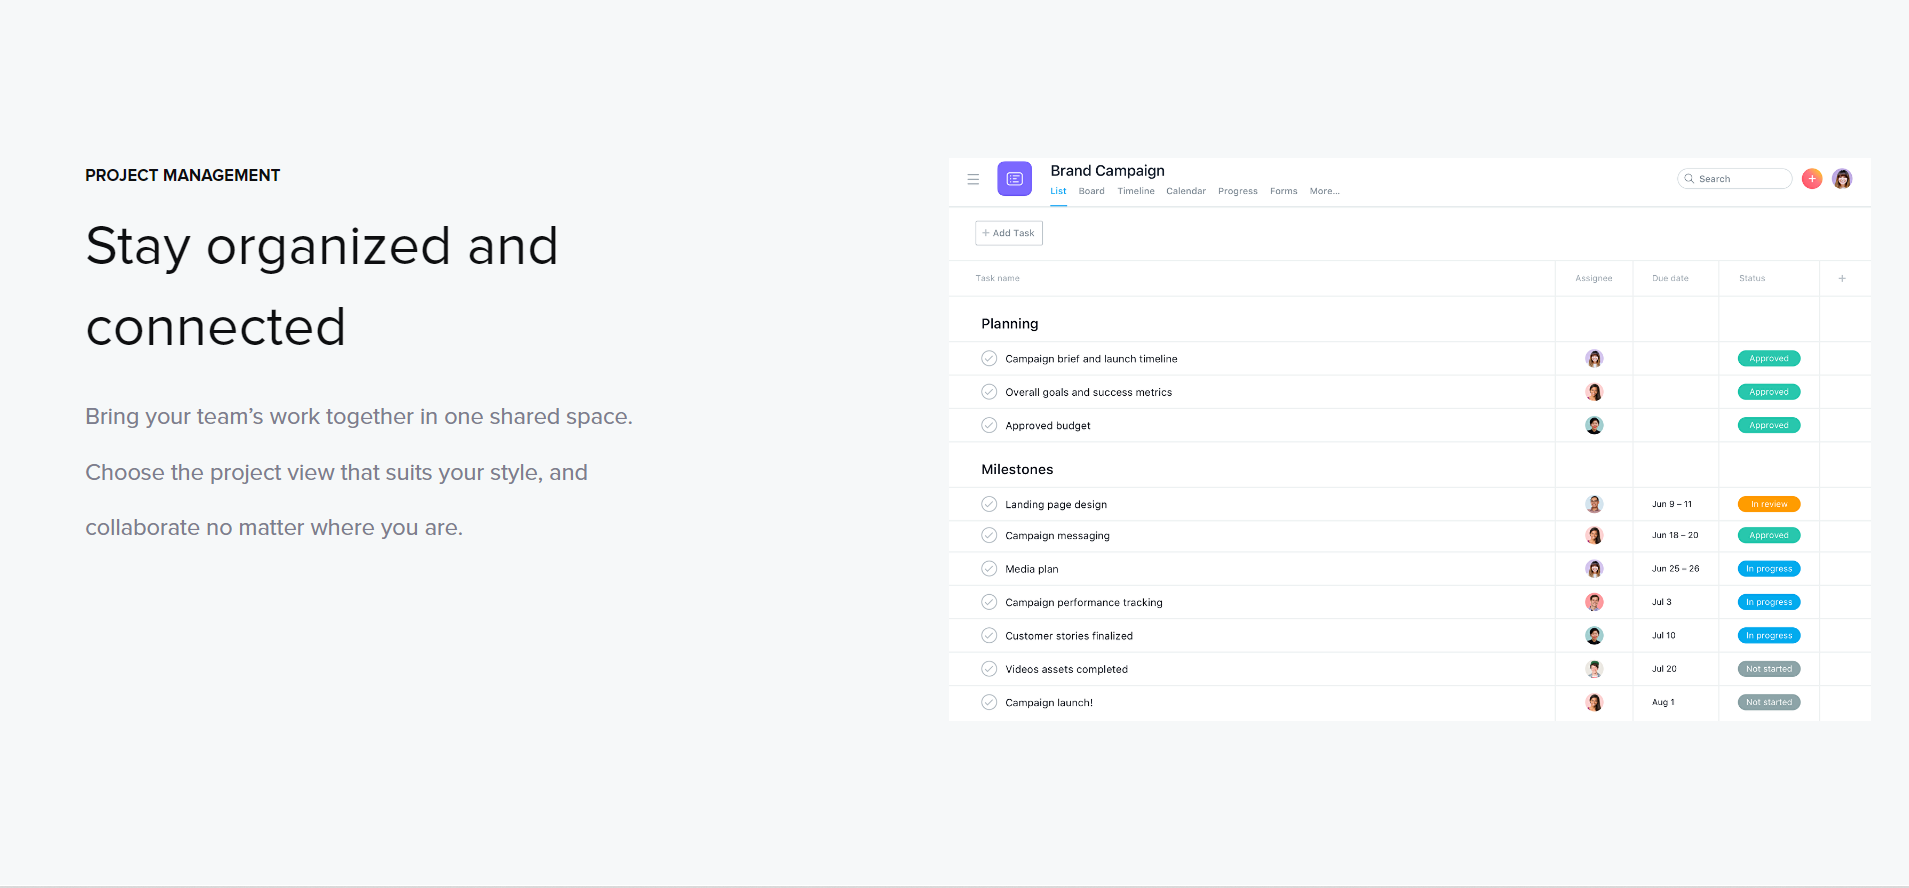 PROJECT MANAGEMENT
Stay organized and
connected
Bring your team’s work together in one shared space.
Choose the project view that suits your style, and
collaborate no matter where you are.
Brand Campaign
List Board Timeline Calendar Progress Forms More...
Search
+ Add Task
Task name Assignee Due date Status +
Planning
Campaign brief and launch timeline Approved
Overall goals and success metrics Approved
Approved budget Approved
Milestones
Landing page design Jun 9 – 11 In review
Campaign messaging Jun 18 – 20 Approved
Media plan Jun 25 – 26 In progress
Campaign performance tracking Jul 3 In progress
Customer stories finalized Jul 10 In progress
Videos assets completed Jul 20 Not started
Campaign launch! Aug 1 Not started